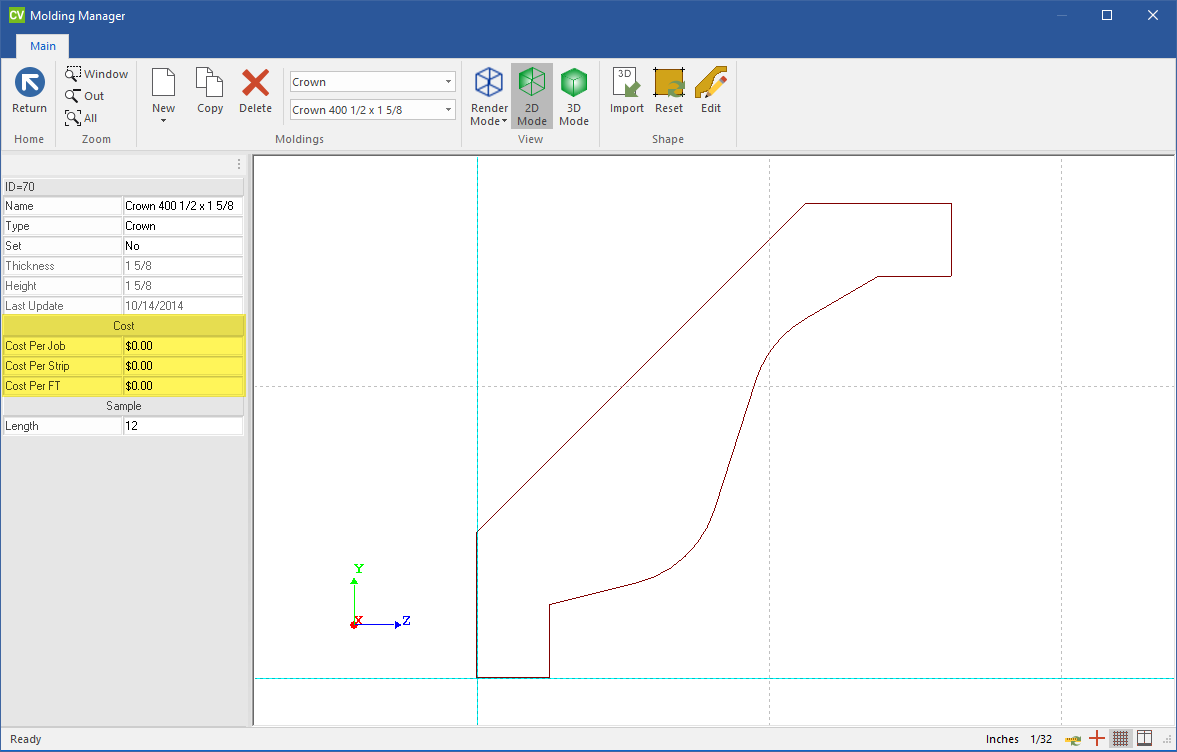 CV Molding Manager
Main
Return
Home
Window
Out
All
Zoom
New
Copy
Delete
Crown
Crown 400 1/2 x 1 5/8
Moldings
Render Mode
2D Mode
3D Mode
View
3D
Import
Reset
Edit
Shape
ID=70
Name Crown 400 1/2 x 1 5/8
Type Crown
Set No
Thickness 1 5/8
Height 1 5/8
Last Update 10/14/2014
Cost
Cost Per Job $0.00
Cost Per Strip $0.00
Cost Per FT $0.00
Sample
Length 12
Y
X
Z
Ready
Inches 1/32